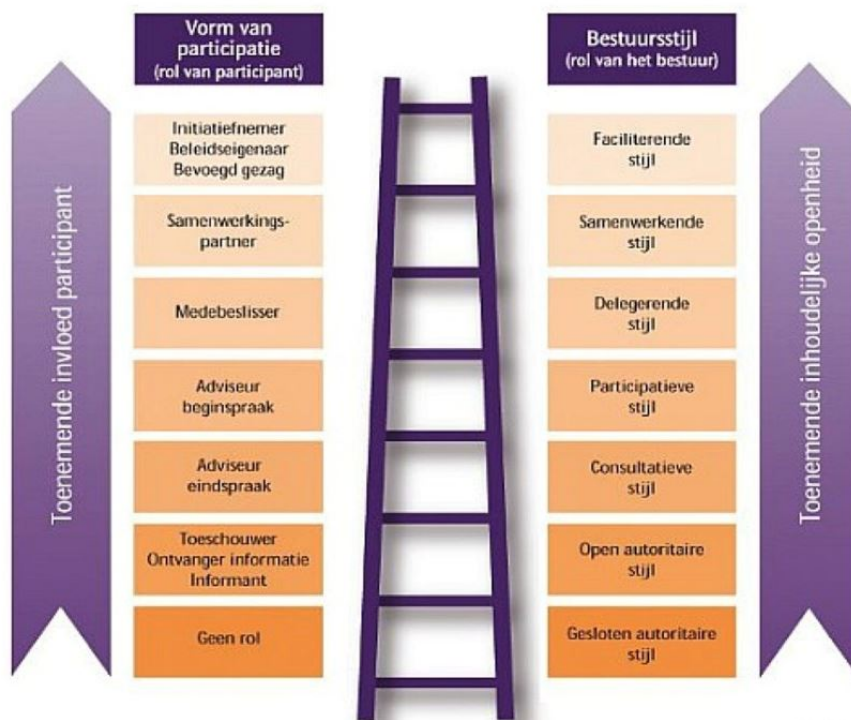 Vorm van
participatie
(rol van participant)
Bestuursstijl
(rol van het bestuur)
Toenemende invloed participant
Initiatiefnemer
Beleidseigenaar
Bevoegd gezag
Faciliterende
stijl
Samenwerkings-
partner
Samenwerkende
stijl
Medebeslisser
Delegerende
stijl
Adviseur
beginspraak
Participatieve
stijl
Adviseur
eindspraak
Consultatieve
stijl
Toeschouwer
Ontvanger informatie
Informant
Open autoritaire
stijl
Geen rol
Gesloten autoritaire
stijl
Toenemende inhoudelijke openheid